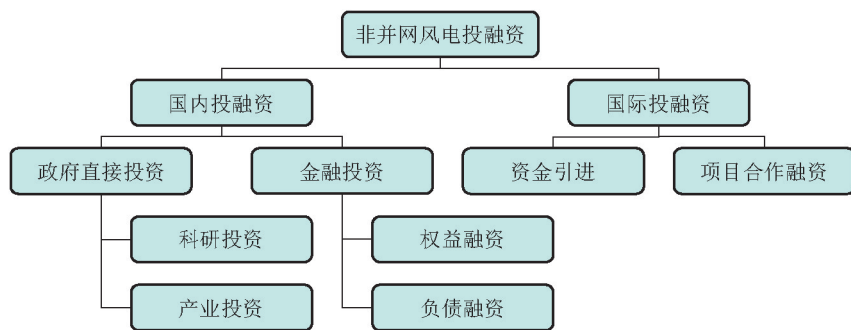 非并网风电投融资
国内投融资
国际投融资
政府直接投资
金融投资
资金引进
项目合作融资
科研投资
权益融资
产业投资
负债融资